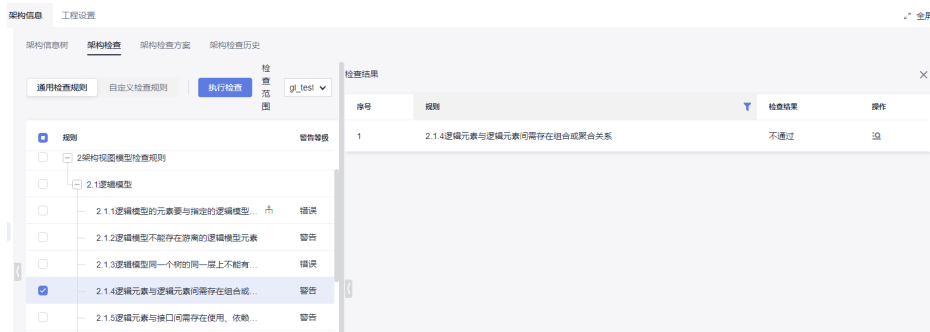 架构信息 工程设置 全屏
架构信息树 架构检查 架构检查方案 架构检查历史
通用检查规则 自定义检查规则 执行检查 检查范围 gl_test
规则 警告等级
2架构视图模型检查规则
2.1逻辑模型
2.1.1逻辑模型的元素要与指定的逻辑模型... 错误
2.1.2逻辑模型不能存在游离的逻辑模型元素 警告
2.1.3逻辑模型同一个树的同一层上不能有... 错误
2.1.4逻辑元素与逻辑元素间需存在组合或... 警告
2.1.5逻辑元素与接口间需存在使用、依赖... 警告
检查结果
序号 规则 检查结果 操作
1 2.1.4逻辑元素与逻辑元素间需存在组合或聚合关系 不通过